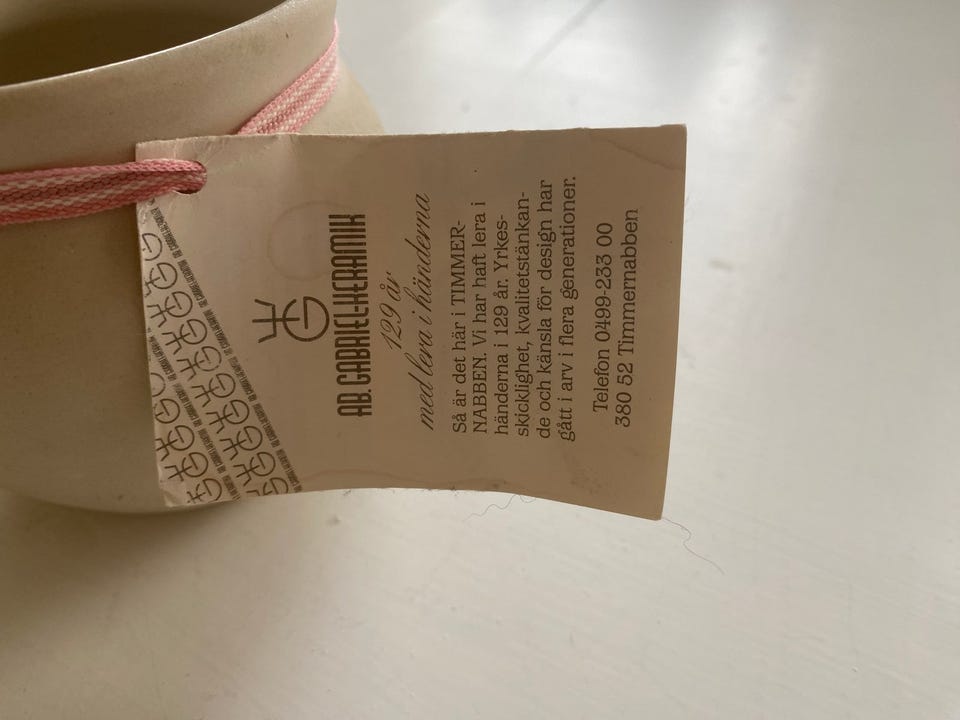 AB. GABRIEL-KERAMIK
129 år
med lera i händerna
Så är det här i TIMMER-
NABBEN. Vi har haft lera i
händerna i 129 år. Yrkes-
skicklighet, kvalitetstänkan-
de och känsla för design har
gått i arv i flera generationer.
Telefon 0499-233 00
380 52 Timmernabben